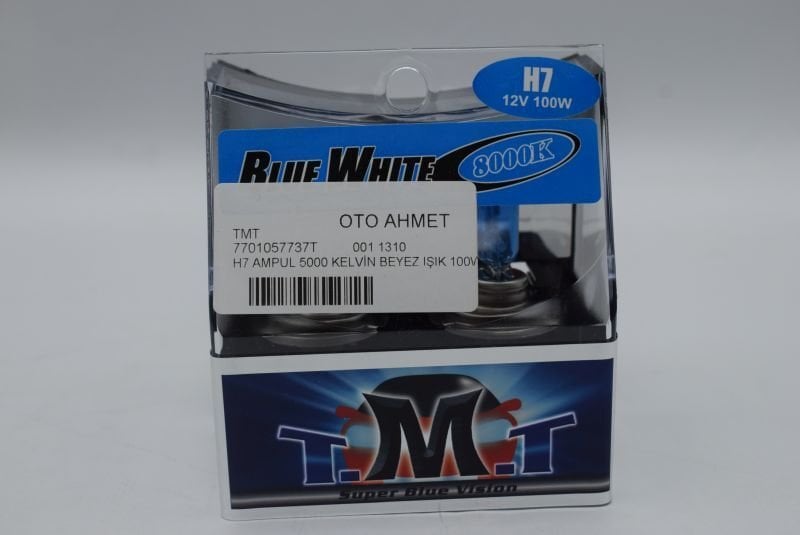 H7
12V 100W
BLUE WHITE
8000K
OTO AHMET
TMT
7701057737T 001 1310
H7 AMPUL 5000 KELVİN BEYEZ IŞIK 100W
T.M.T
Super Blue Vision